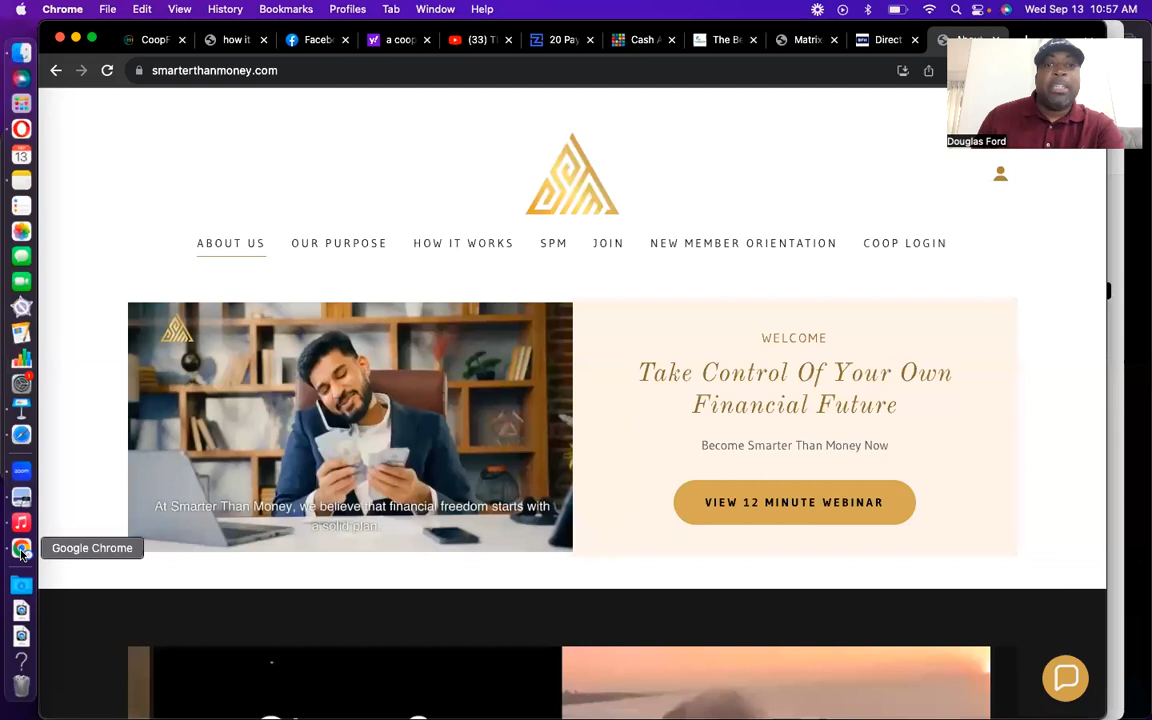 Chrome File Edit View History Bookmarks Profiles Tab Window Help
Wed Sep 13 10:57 AM
CoopF
how it
Faceb
a coop
(33) T
20 Pay
Cash A
The B
Matrix
Direct
smarterthanmoney.com
Douglas Ford
ABOUT US OUR PURPOSE HOW IT WORKS SPM JOIN NEW MEMBER ORIENTATION COOP LOGIN
WELCOME
Take Control Of Your Own
Financial Future
Become Smarter Than Money Now
VIEW 12 MINUTE WEBINAR
At Smarter Than Money, we believe that financial freedom starts with
a solid plan.
13
zoom
Google Chrome